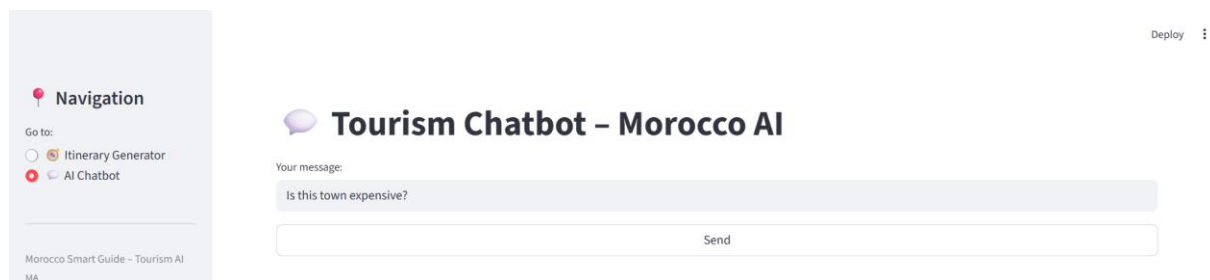 Deploy
Navigation
Go to:
Itinerary Generator
AI Chatbot
Morocco Smart Guide – Tourism AI
MA
Tourism Chatbot – Morocco AI
Your message:
Is this town expensive?
Send